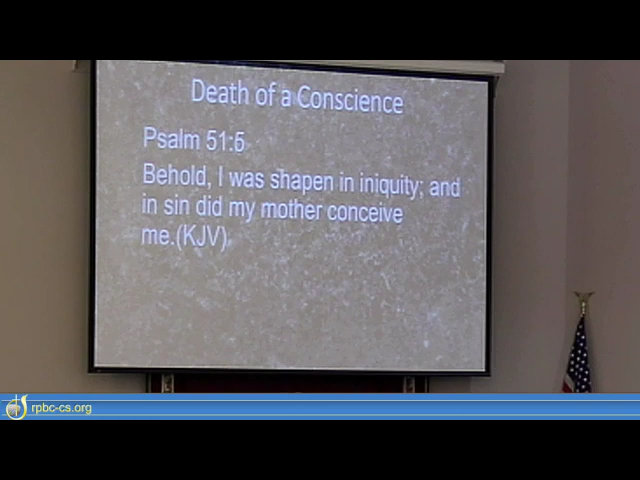 Death of a Conscience
Psalm 51:5
Behold, I was shapen in iniquity; and
in sin did my mother conceive
me.(KJV)
rpbc-cs.org